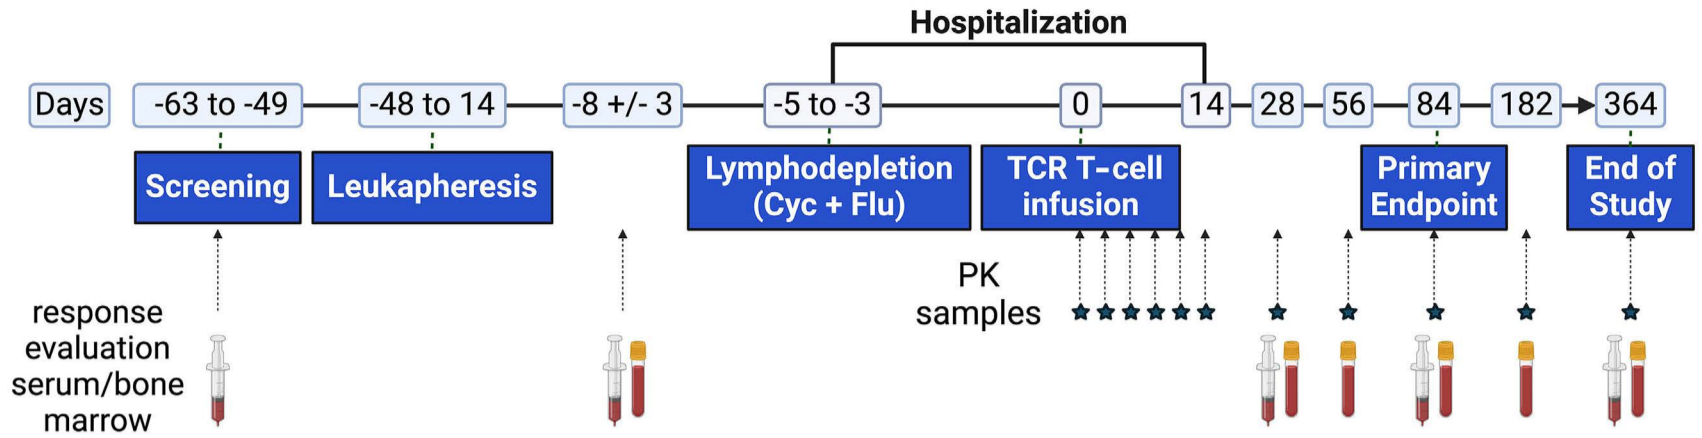 Hospitalization
Days
-63 to -49
-48 to 14
-8 +/- 3
-5 to -3
0
14
28
56
84
182
364
Screening
Leukapheresis
Lymphodepletion
(Cyc + Flu)
TCR T-cell
infusion
Primary
Endpoint
End of
Study
PK
samples
response
evaluation
serum/bone
marrow